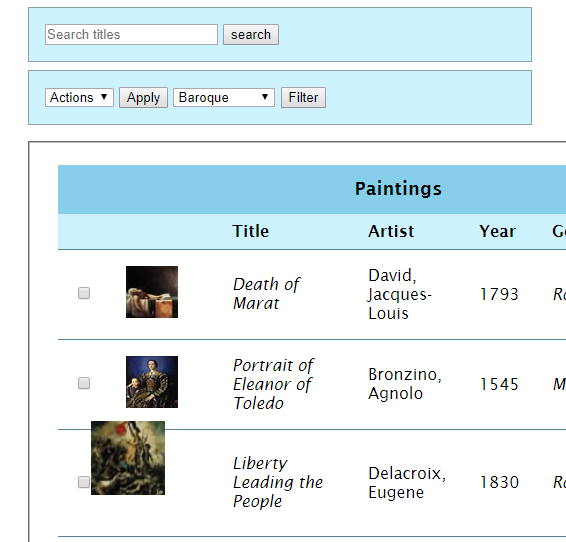 Search titles search
Actions Apply Baroque Filter
Paintings
Title Artist Year
Death of Marat David, Jacques-Louis 1793
Portrait of Eleanor of Toledo Bronzino, Agnolo 1545
Liberty Leading the People Delacroix, Eugene 1830